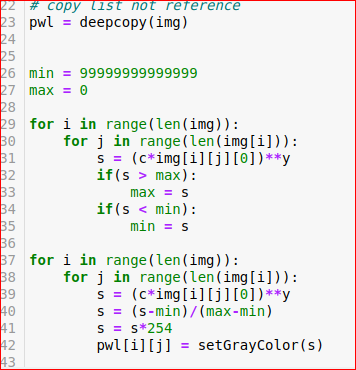 22 # copy list not reference
23 pwl = deepcopy(img)
24
25
26 min = 99999999999999
27 max = 0
28
29 for i in range(len(img)):
30     for j in range(len(img[i])):
31         s = (c*img[i][j][0])**y
32         if(s > max):
33             max = s
34         if(s < min):
35             min = s
36
37 for i in range(len(img)):
38     for j in range(len(img[i])):
39         s = (c*img[i][j][0])**y
40         s = (s-min)/(max-min)
41         s = s*254
42         pwl[i][j] = setGrayColor(s)
43